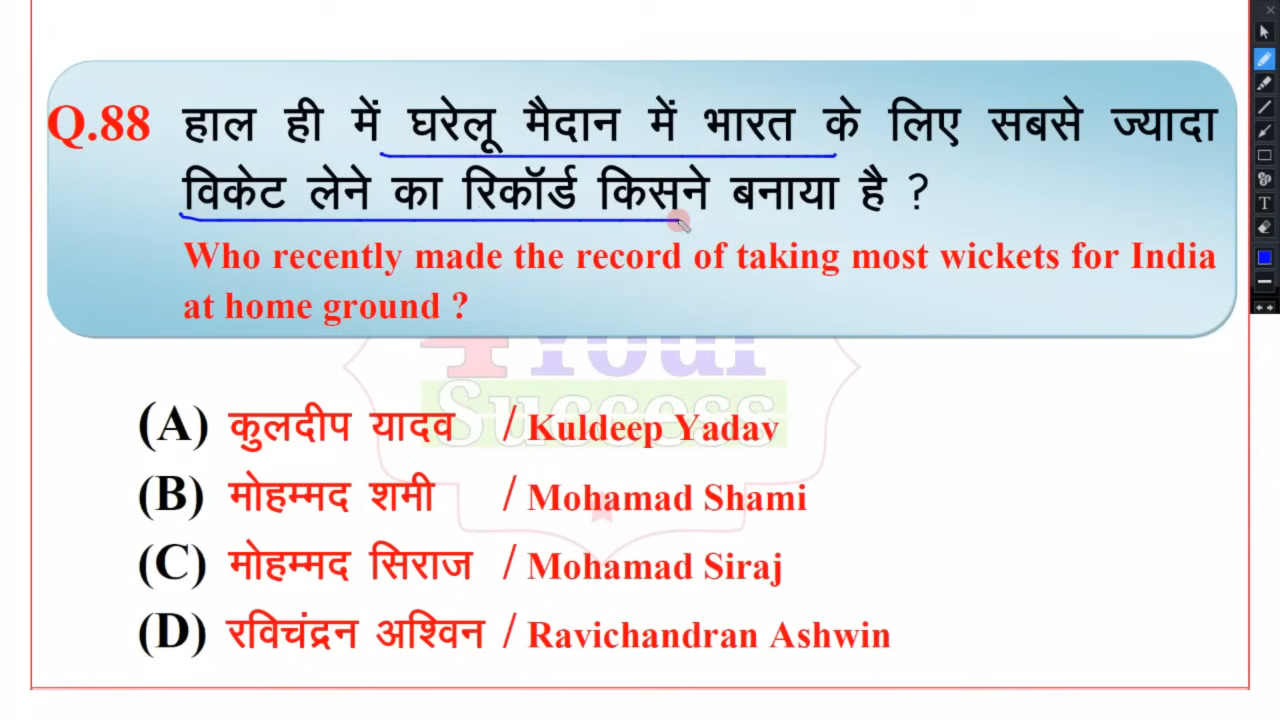 Q.88 हाल ही में घरेलू मैदान में भारत के लिए सबसे ज्यादा
विकेट लेने का रिकॉर्ड किसने बनाया है ?
Who recently made the record of taking most wickets for India
at home ground ?
Your
Success
(A) कुलदीप यादव / Kuldeep Yadav
(B) मोहम्मद शमी / Mohamad Shami
(C) मोहम्मद सिराज / Mohamad Siraj
(D) रविचंद्रन अश्विन / Ravichandran Ashwin